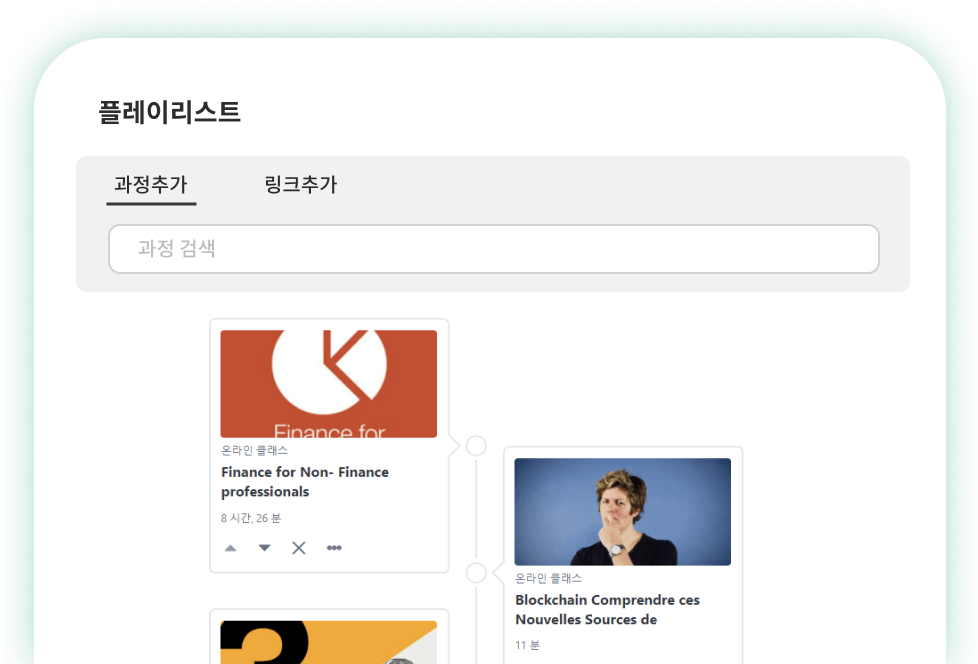 플레이리스트
과정추가
링크추가
과정 검색
Finance for
온라인 클래스
Finance for Non- Finance
professionals
8 시간, 26 분
온라인 클래스
Blockchain Comprendre ces
Nouvelles Sources de
11 분
3